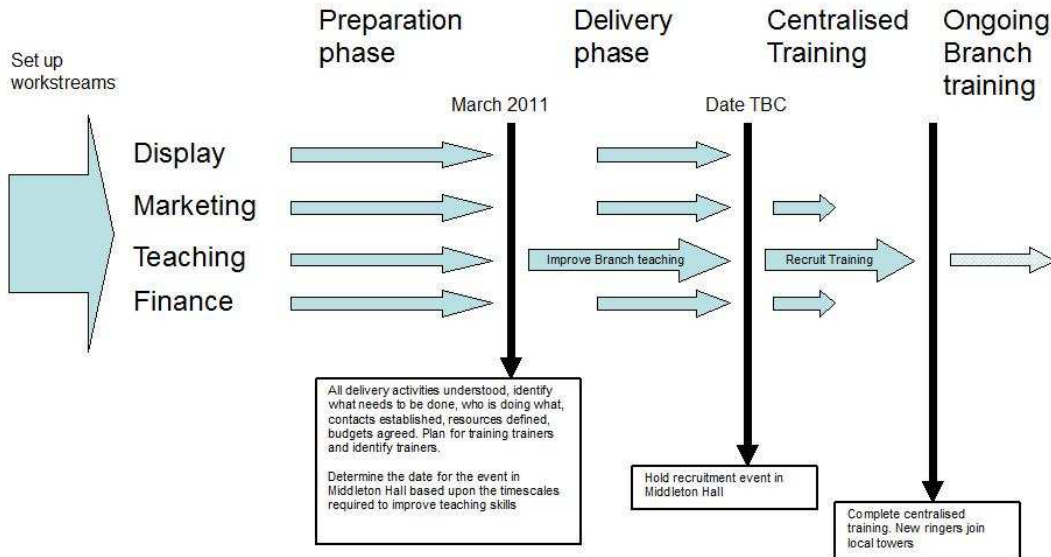 Preparation
phase
Delivery
phase
Centralised
Training
Ongoing
Branch
training
Set up
workstreams
March 2011
Date TBC
Display
Marketing
Teaching
Finance
Improve Branch teaching
Recruit Training
All delivery activities understood, identify
what needs to be done, who is doing what,
contacts established, resources defined,
budgets agreed. Plan for training trainers
and identify trainers.
Determine the date for the event in
Middleton Hall based upon the timescales
required to improve teaching skills
Hold recruitment event in
Middleton Hall
Complete centralised
training. New ringers join
local towers